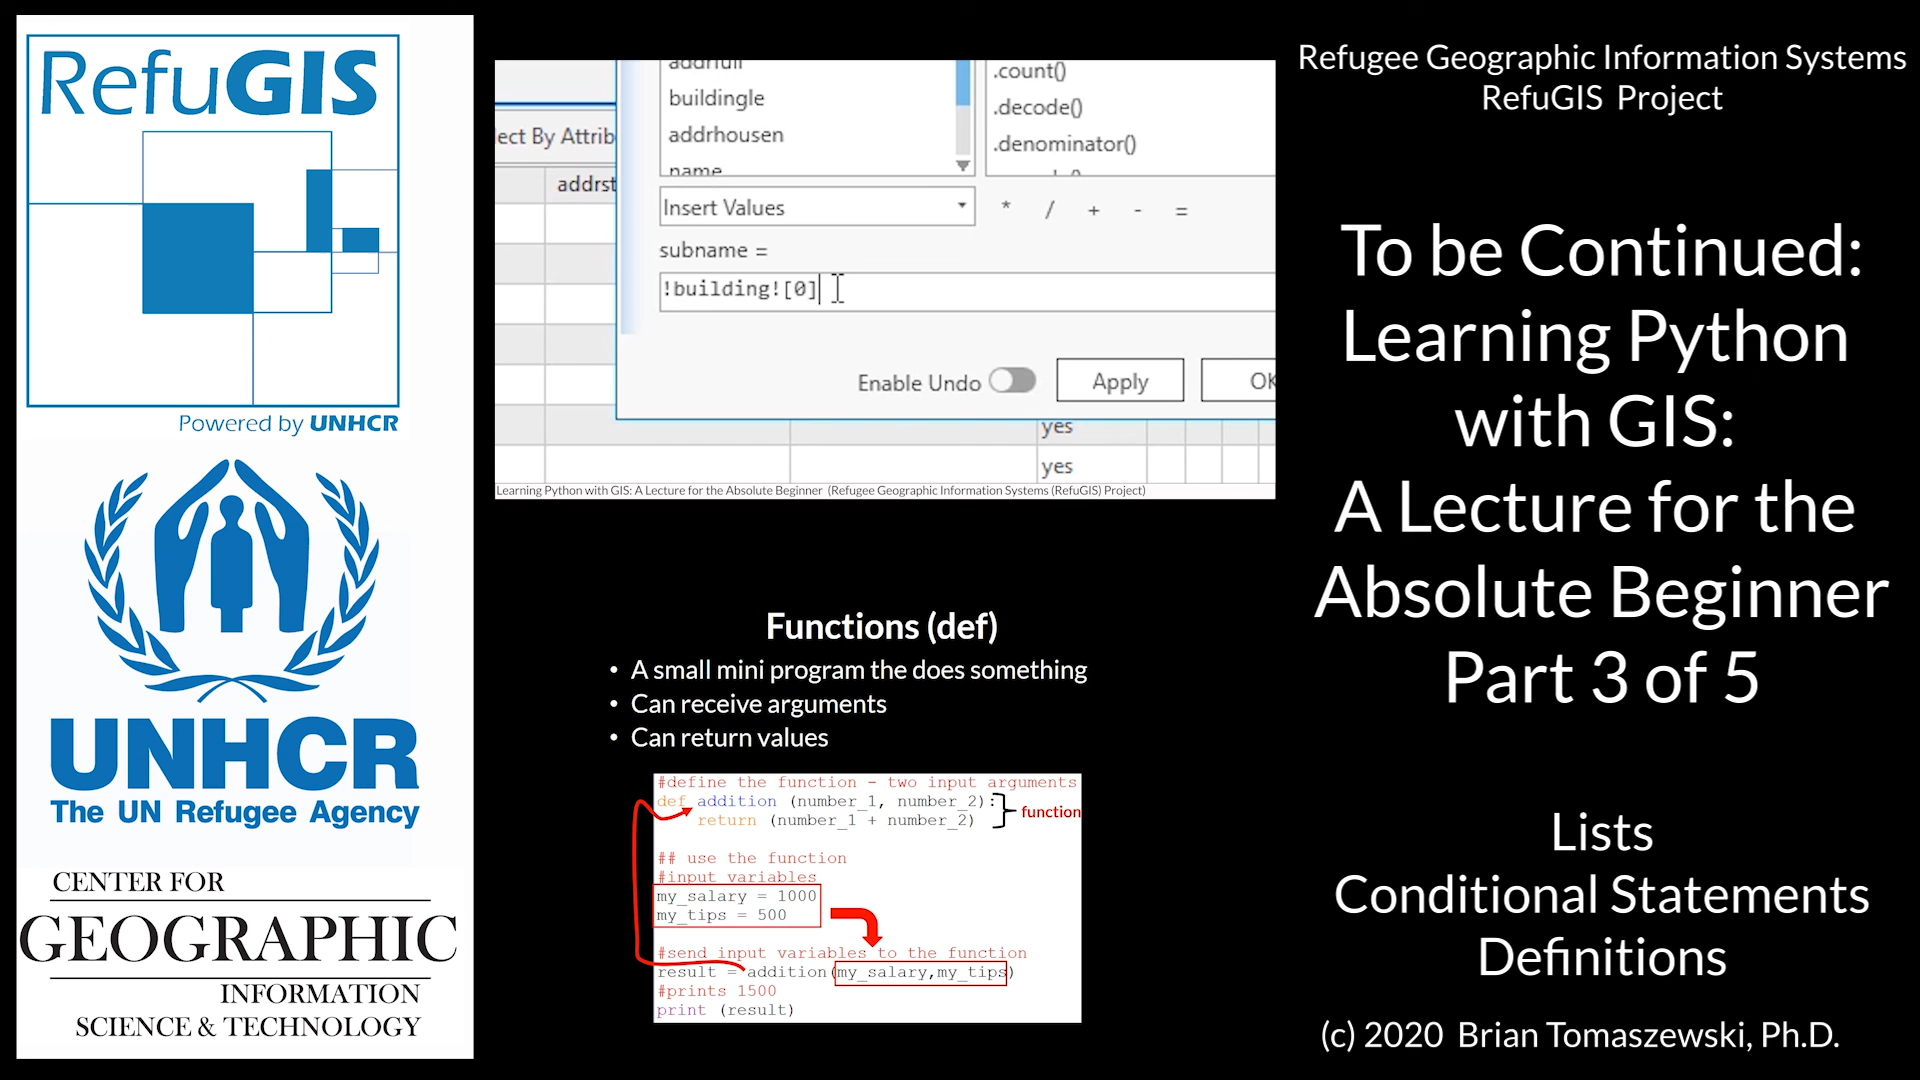 RefuGIS
Powered by UNHCR
UNHCR
The UN Refugee Agency
CENTER FOR
GEOGRAPHIC
INFORMATION
SCIENCE & TECHNOLOGY
addrfull
buildingle
addrhousen
name
.count()
.decode()
.denominator()
lect By Attrib
addrst
Insert Values
* / + - =
subname =
!building![0]
Enable Undo
Apply
OK
yes
yes
Learning Python with GIS: A Lecture for the Absolute Beginner (Refugee Geographic Information Systems (RefuGIS) Project)
Functions (def)
• A small mini program the does something
• Can receive arguments
• Can return values
#define the function - two input arguments
def addition (number_1, number_2):
return (number_1 + number_2)
function
## use the function
#input variables
my_salary = 1000
my_tips = 500
#send input variables to the function
result = addition(my_salary,my_tips)
#prints 1500
print (result)
Refugee Geographic Information Systems
RefuGIS Project
To be Continued:
Learning Python
with GIS:
A Lecture for the
Absolute Beginner
Part 3 of 5
Lists
Conditional Statements
Definitions
(c) 2020 Brian Tomaszewski, Ph.D.